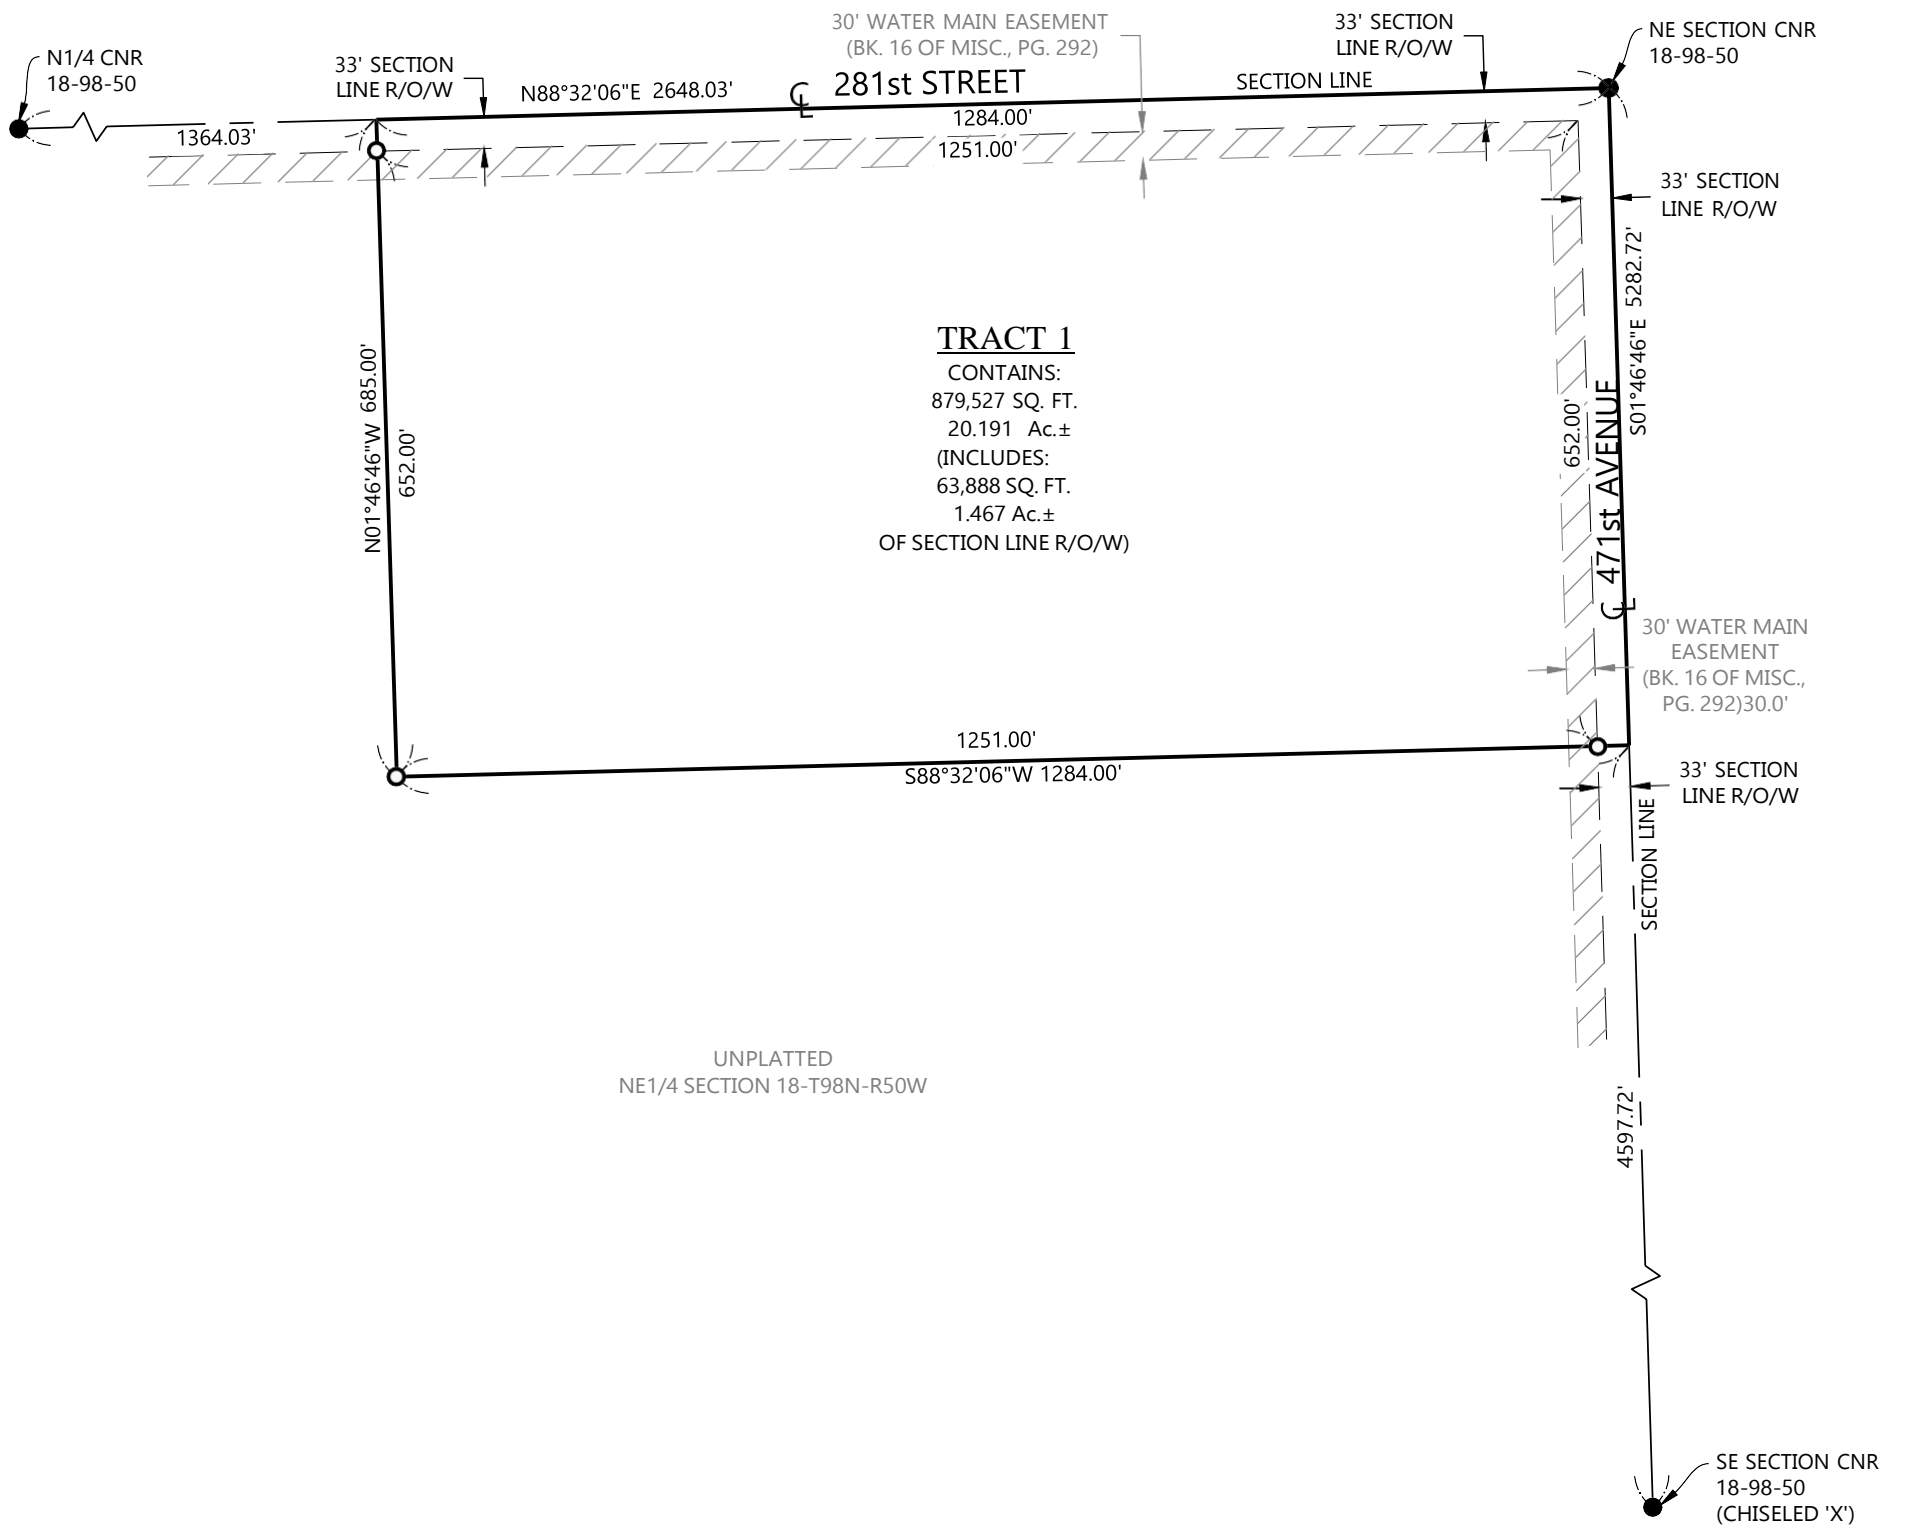 N1/4 CNR
18-98-50
33' SECTION
LINE R/O/W
30' WATER MAIN EASEMENT
(BK. 16 OF MISC., PG. 292)
33' SECTION
LINE R/O/W
NE SECTION CNR
18-98-50
N88°32'06"E 2648.03'
CL
281st STREET
SECTION LINE
1364.03'
1284.00'
1251.00'
33' SECTION
LINE R/O/W
S01°46'46"E 5282.72'
652.00'
471st AVENUE
CL
N01°46'46"W 685.00'
652.00'
TRACT 1
CONTAINS:
879,527 SQ. FT.
20.191 Ac.±
(INCLUDES:
63,888 SQ. FT.
1.467 Ac.±
OF SECTION LINE R/O/W)
30' WATER MAIN
EASEMENT
(BK. 16 OF MISC.,
PG. 292)30.0'
1251.00'
S88°32'06"W 1284.00'
33' SECTION
LINE R/O/W
SECTION LINE
UNPLATTED
NE1/4 SECTION 18-T98N-R50W
4597.72'
SE SECTION CNR
18-98-50
(CHISELED 'X')